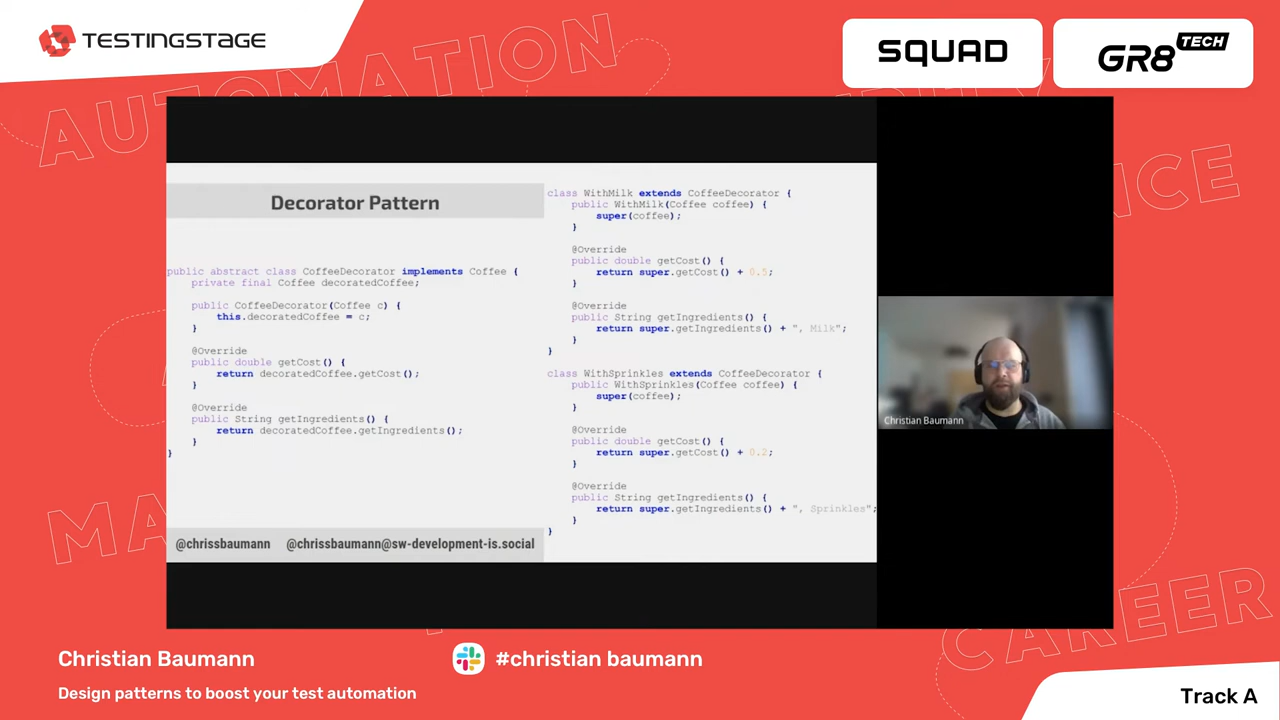 TESTINGSTAGE
SQUAD
GR8 TECH
AUTOMATION
Decorator Pattern
public abstract class CoffeeDecorator implements Coffee {
private final Coffee decoratedCoffee;
public CoffeeDecorator(Coffee c) {
this.decoratedCoffee = c;
}
@Override
public double getCost() {
return decoratedCoffee.getCost();
}
@Override
public String getIngredients() {
return decoratedCoffee.getIngredients();
}
}
@chrissbaumann @chrissbaumann@sw-development-is.social
class WithMilk extends CoffeeDecorator {
public WithMilk(Coffee coffee) {
super(coffee);
}
@Override
public double getCost() {
return super.getCost() + 0.5;
}
@Override
public String getIngredients() {
return super.getIngredients() + ", Milk";
}
}
class WithSprinkles extends CoffeeDecorator {
public WithSprinkles(Coffee coffee) {
super(coffee);
}
@Override
public double getCost() {
return super.getCost() + 0.2;
}
@Override
public String getIngredients() {
return super.getIngredients() + ", Sprinkles";
}
}
Christian Baumann
CAREER
Christian Baumann
#christian baumann
Design patterns to boost your test automation
Track A